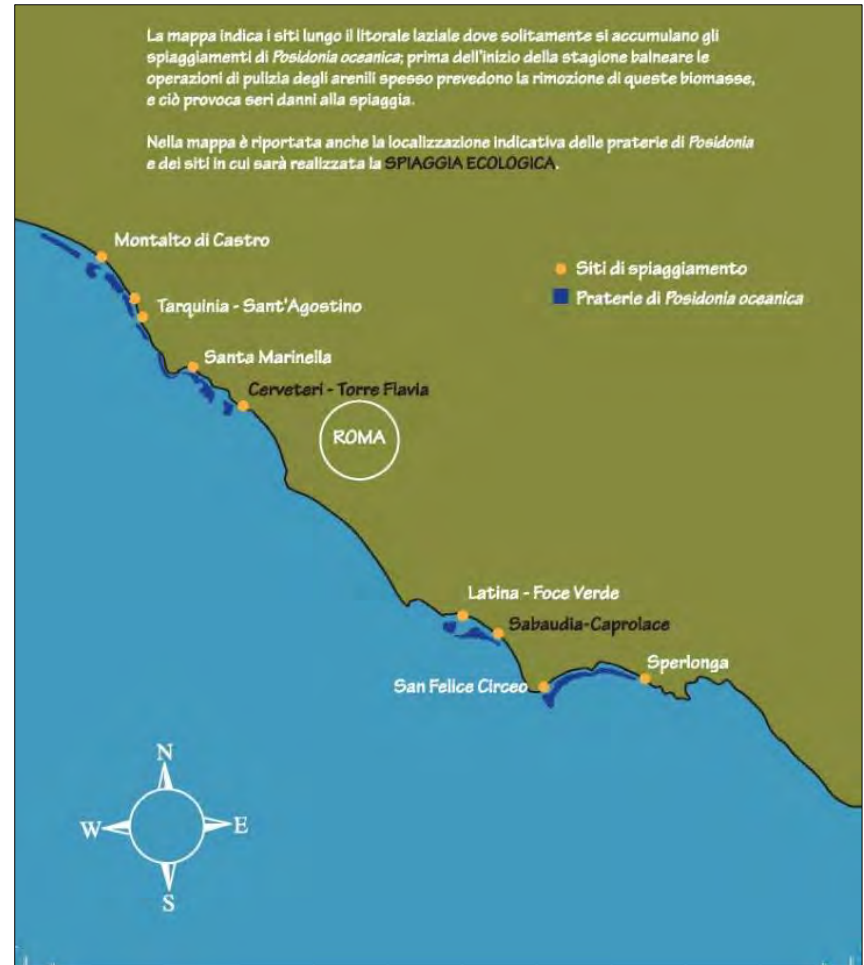 La mappa indica i siti lungo il litorale laziale dove solitamente si accumulano gli
spiaggiamenti di Posidonia oceanica; prima dell'inizio della stagione balneare le
operazioni di pulizia degli arenili spesso prevedono la rimozione di queste biomasse,
e ciò provoca seri danni alla spiaggia.
Nella mappa è riportata anche la localizzazione indicativa delle praterie di Posidonia
e dei siti in cui sarà realizzata la SPIAGGIA ECOLOGICA.
Montalto di Castro
Siti di spiaggiamento
Praterie di Posidonia oceanica
Tarquinia - Sant'Agostino
Santa Marinella
Cerveteri - Torre Flavia
ROMA
Latina - Foce Verde
Sabaudia-Caprolace
Sperlonga
San Felice Circeo
N
W
E
S